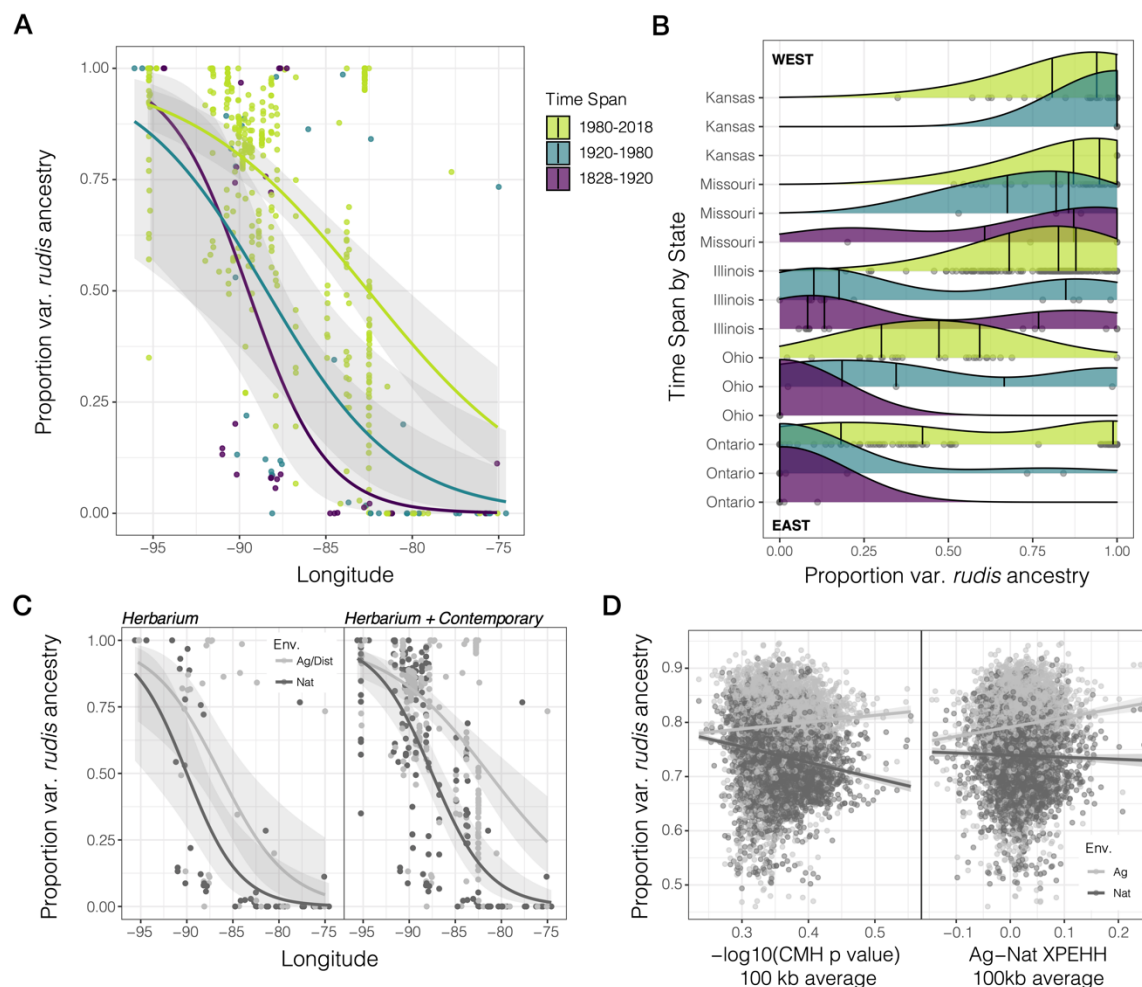 A
Proportion var. rudis ancestry
1.00
0.75
0.50
0.25
0.00
−95
−90
−85
−80
−75
Longitude
Time Span
1980-2018
1920-1980
1828-1920
B
Time Span by State
WEST
Kansas
Kansas
Kansas
Missouri
Missouri
Missouri
Illinois
Illinois
Illinois
Ohio
Ohio
Ohio
Ontario
Ontario
Ontario
EAST
0.00
0.25
0.50
0.75
1.00
Proportion var. rudis ancestry
C
Herbarium
Herbarium + Contemporary
Proportion var. rudis ancestry
1.00
0.75
0.50
0.25
0.00
Env.
Ag/Dist
Nat
−95
−90
−85
−80
−75
−95
−90
−85
−80
−75
Longitude
D
Proportion var. rudis ancestry
0.9
0.8
0.7
0.6
0.5
0.3
0.4
0.5
−0.1
0.0
0.1
0.2
Env.
Ag
Nat
−log10(CMH p value)
100 kb average
Ag−Nat XPEHH
100kb average